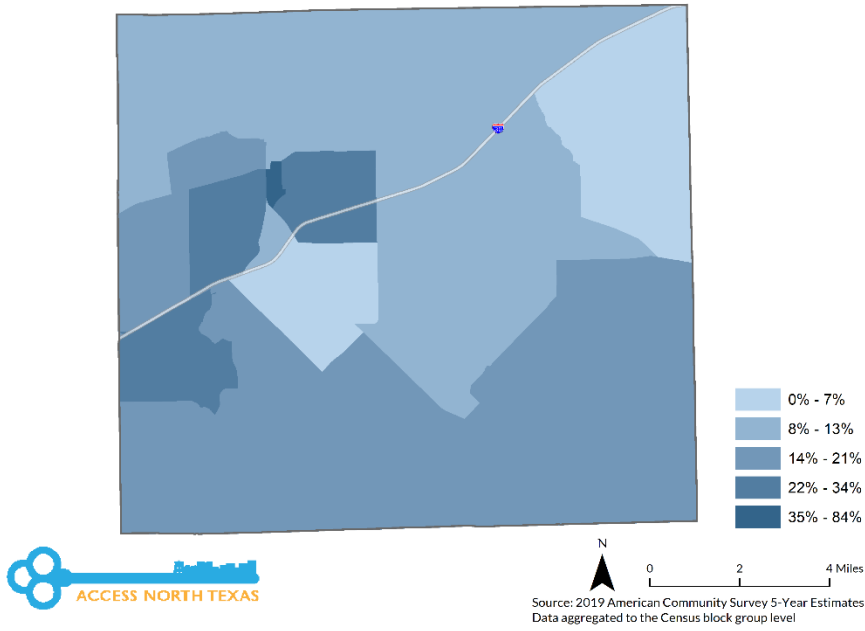 0% - 7%
8% - 13%
14% - 21%
22% - 34%
35% - 84%
N
0 2 4 Miles
ACCESS NORTH TEXAS
Source: 2019 American Community Survey 5-Year Estimates
Data aggregated to the Census block group level